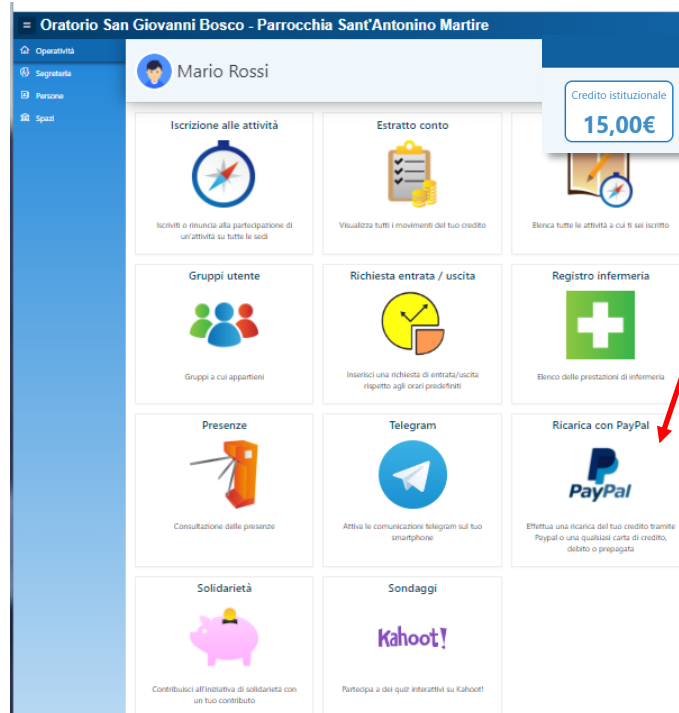 Oratorio San Giovanni Bosco - Parrocchia Sant'Antonino Martire
Operatività
Segreteria
Persone
Spazi
Mario Rossi
Credito istituzionale
15,00€
Iscrizione alle attività
Iscriviti o rinuncia alla partecipazione di
un'attività su tutte le sedi
Estratto conto
Visualizza tutti i movimenti del tuo credito
Elenca tutte le attività a cui ti sei iscritto
Gruppi utente
Gruppi a cui appartieni
Richiesta entrata / uscita
Inserisci una richiesta di entrata/uscita
rispetto agli orari predefiniti
Registro infermeria
Elenco delle prestazioni di infermeria
Presenze
Consultazione delle presenze
Telegram
Attiva le comunicazioni telegram sul tuo
smartphone
Ricarica con PayPal
PayPal
Effettua una ricarica del tuo credito tramite
Paypal o una qualsiasi carta di credito,
debito o prepagata
Solidarietà
Contribuisci all'iniziativa di solidarietà con
un tuo contributo
Sondaggi
Kahoot!
Partecipa a dei quiz interattivi su Kahoot!